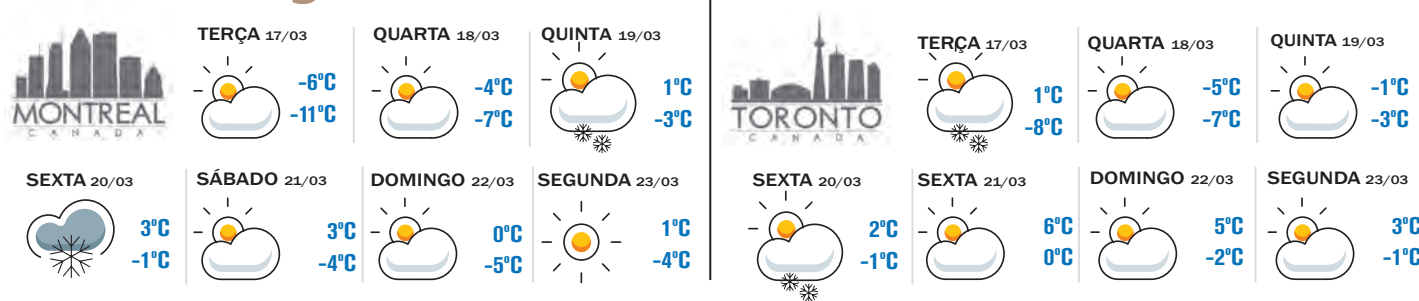 MONTREAL
CANADA
TERÇA 17/03
-6ºC
-11ºC
QUARTA 18/03
-4ºC
-7ºC
QUINTA 19/03
1ºC
-3ºC
SEXTA 20/03
3ºC
-1ºC
SÁBADO 21/03
3ºC
-4ºC
DOMINGO 22/03
0ºC
-5ºC
SEGUNDA 23/03
1ºC
-4ºC
TORONTO
CANADA
TERÇA 17/03
1ºC
-8ºC
QUARTA 18/03
-5ºC
-7ºC
QUINTA 19/03
-1ºC
-3ºC
SEXTA 20/03
2ºC
-1ºC
SEXTA 21/03
6ºC
0ºC
DOMINGO 22/03
5ºC
-2ºC
SEGUNDA 23/03
3ºC
-1ºC